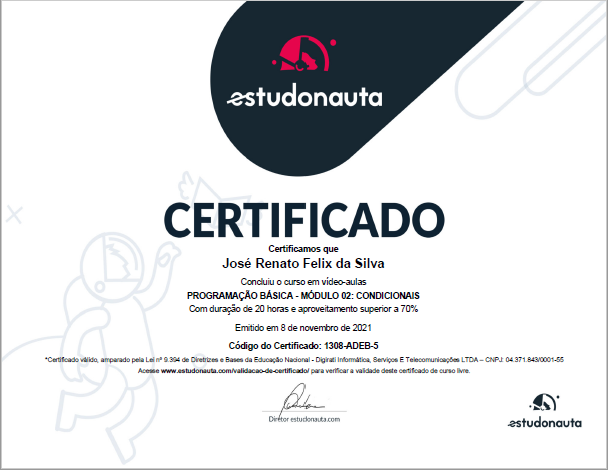 estudonauta
CERTIFICADO
Certificamos que
José Renato Felix da Silva
Concluiu o curso em vídeo-aulas
PROGRAMAÇÃO BÁSICA - MÓDULO 02: CONDICIONAIS
Com duração de 20 horas e aproveitamento superior a 70%
Emitido em 8 de novembro de 2021
Código do Certificado: 1308-ADEB-5
*Certificado válido, amparado pela Lei nº 9.394 de Diretrizes e Bases da Educação Nacional - Digirati Informática, Serviços E Telecomunicações LTDA – CNPJ: 04.371.843/0001-55
Acesse www.estudonauta.com/validacao-de-certificado/ para verificar a validade deste certificado de curso livre.
Diretor estudonauta.com
estudonauta